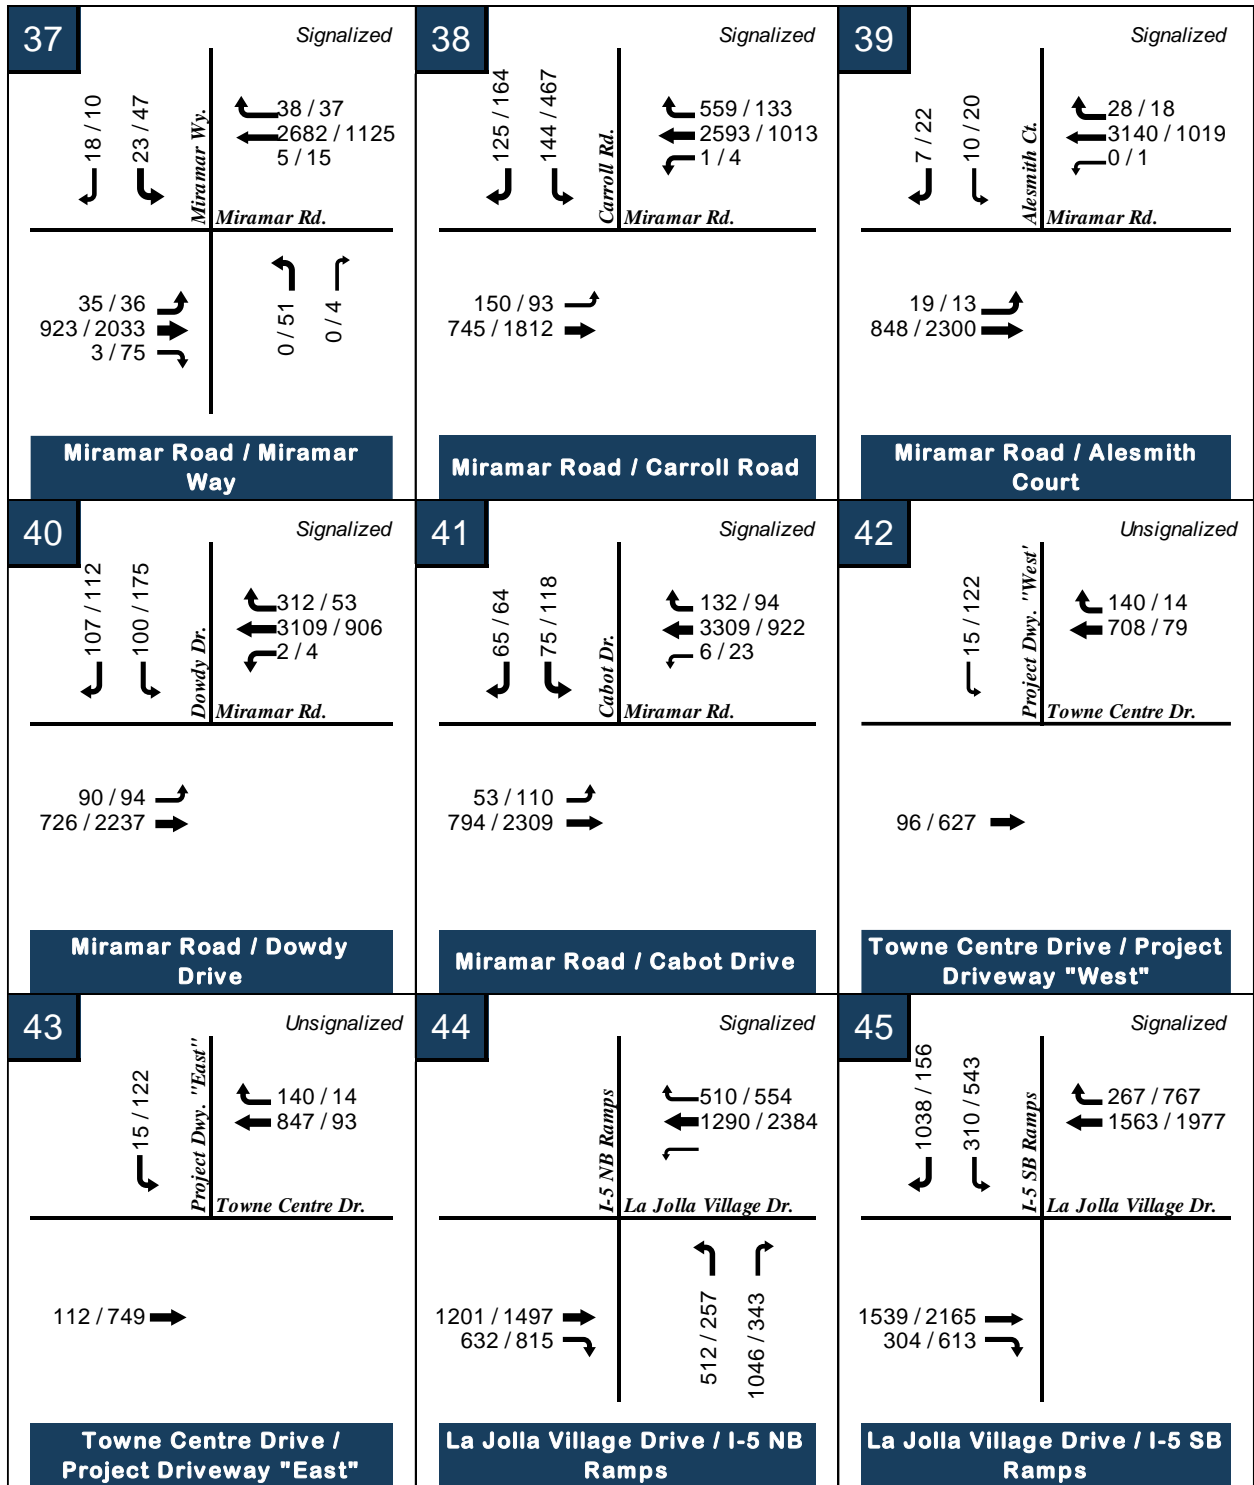 37
Signalized
18 / 10
23 / 47
Miramar Wy.
38 / 37
2682 / 1125
5 / 15
Miramar Rd.
35 / 36
923 / 2033
3 / 75
0 / 51
0 / 4
Miramar Road / Miramar
Way
38
Signalized
125 / 164
144 / 467
Carroll Rd.
559 / 133
2593 / 1013
1 / 4
Miramar Rd.
150 / 93
745 / 1812
Miramar Road / Carroll Road
39
Signalized
7 / 22
10 / 20
Alesmith Ct.
28 / 18
3140 / 1019
0 / 1
Miramar Rd.
19 / 13
848 / 2300
Miramar Road / Alesmith
Court
40
Signalized
107 / 112
100 / 175
Dowdy Dr.
312 / 53
3109 / 906
2 / 4
Miramar Rd.
90 / 94
726 / 2237
Miramar Road / Dowdy
Drive
41
Signalized
65 / 64
75 / 118
Cabot Dr.
132 / 94
3309 / 922
6 / 23
Miramar Rd.
53 / 110
794 / 2309
Miramar Road / Cabot Drive
42
Unsignalized
15 / 122
Project Dwy. "West'
140 / 14
708 / 79
Towne Centre Dr.
96 / 627
Towne Centre Drive / Project
Driveway "West"
43
Unsignalized
15 / 122
Project Dwy. "East"
140 / 14
847 / 93
Towne Centre Dr.
112 / 749
Towne Centre Drive /
Project Driveway "East"
44
Signalized
I-5 NB Ramps
510 / 554
1290 / 2384
La Jolla Village Dr.
1201 / 1497
632 / 815
512 / 257
1046 / 343
La Jolla Village Drive / I-5 NB
Ramps
45
Signalized
1038 / 156
310 / 543
I-5 SB Ramps
267 / 767
1563 / 1977
La Jolla Village Dr.
1539 / 2165
304 / 613
La Jolla Village Drive / I-5 SB
Ramps